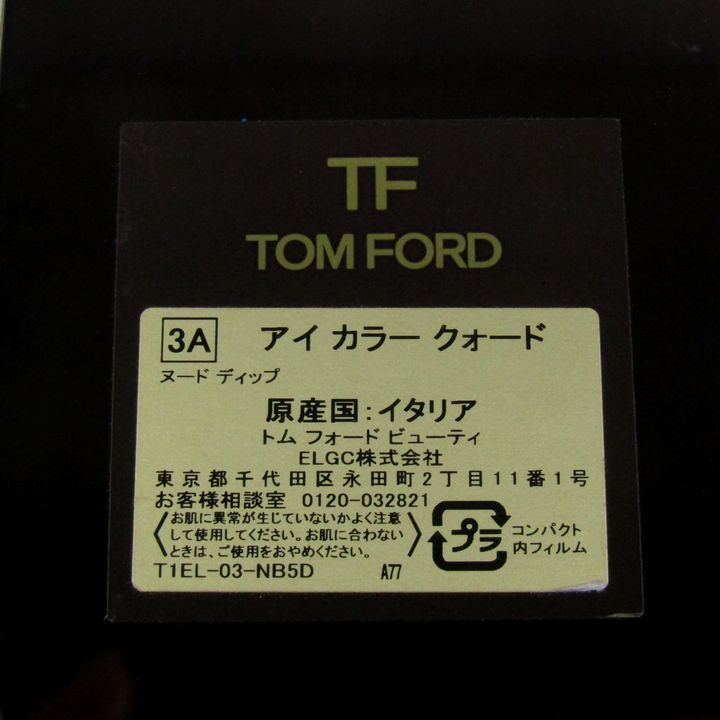 TF
TOM FORD
3A アイ カラー クォード
ヌード ディップ
原産国：イタリア
トム フォード ビューティ
ELGC株式会社
東京都千代田区永田町2丁目11番1号
お客様相談室 0120-032821
〈お肌に異常が生じていないかよく注意
して使用してください。お肌に合わない
ときは、ご使用をおやめください。〉
プラ
コンパクト
内フィルム
T1EL-03-NB5D A77